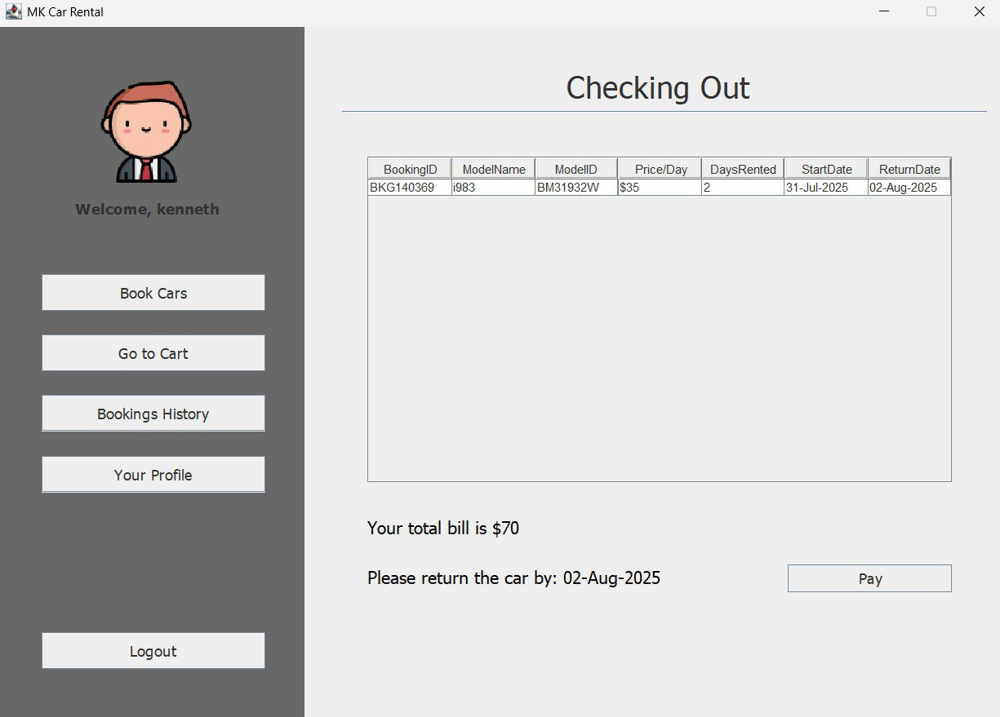 MK Car Rental
Welcome, kenneth
Book Cars
Go to Cart
Bookings History
Your Profile
Logout
Checking Out
BookingID ModelName ModelID Price/Day DaysRented StartDate ReturnDate
BKG140369 i983 BM31932W $35 2 31-Jul-2025 02-Aug-2025
Your total bill is $70
Please return the car by: 02-Aug-2025
Pay